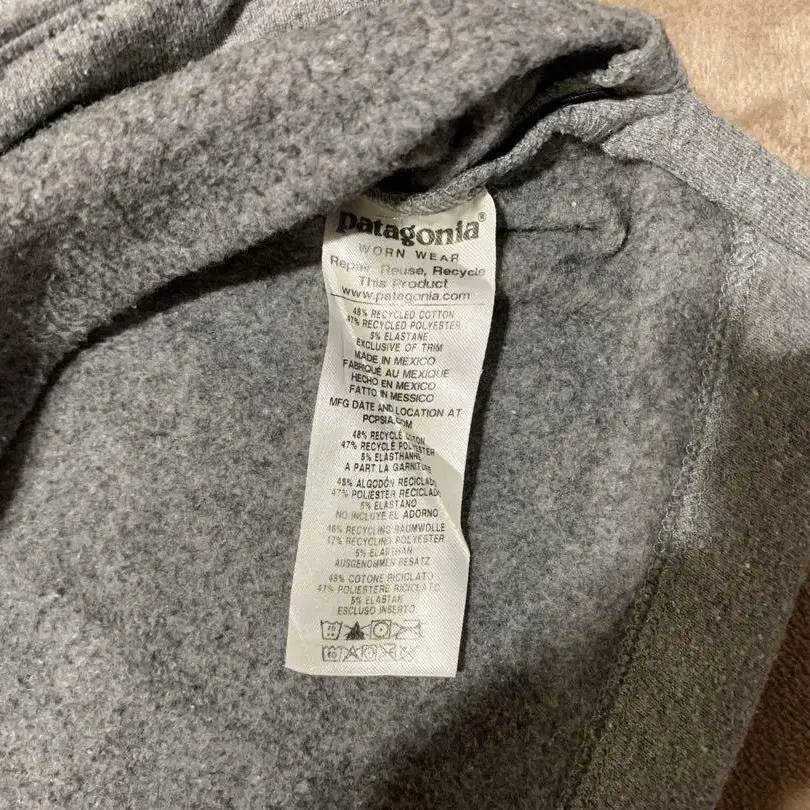 patagonia®
WORN WEAR
Repair, Reuse, Recycle
This Product
www.patagonia.com
48% RECYCLED COTTON
47% RECYCLED POLYESTER
5% ELASTANE
EXCLUSIVE OF TRIM
MADE IN MEXICO
FABRIQUÉ AU MEXIQUE
HECHO EN MEXICO
FATTO IN MESSICO
MFG DATE AND LOCATION AT
PCPSIA.COM
48% RECYCLÉ
47% RECYCLÉ POLYESTER
5% ELASTHANNE
A PART LA GARNITURE
48% ALGODÓN RECICLADO
47% POLIESTER RECICLADO
5% ELASTANO
NO INCLUYE EL ADORNO
48% RECYCLING BAUMWOLLE
47% RECYCLING POLYESTER
5% ELASTHAN
AUSGENOMMEN BESATZ
48% COTONE RICICLATO
47% POLIESTERE RICICLATO
5% ELASTAN
ESCLUSO INSERTO